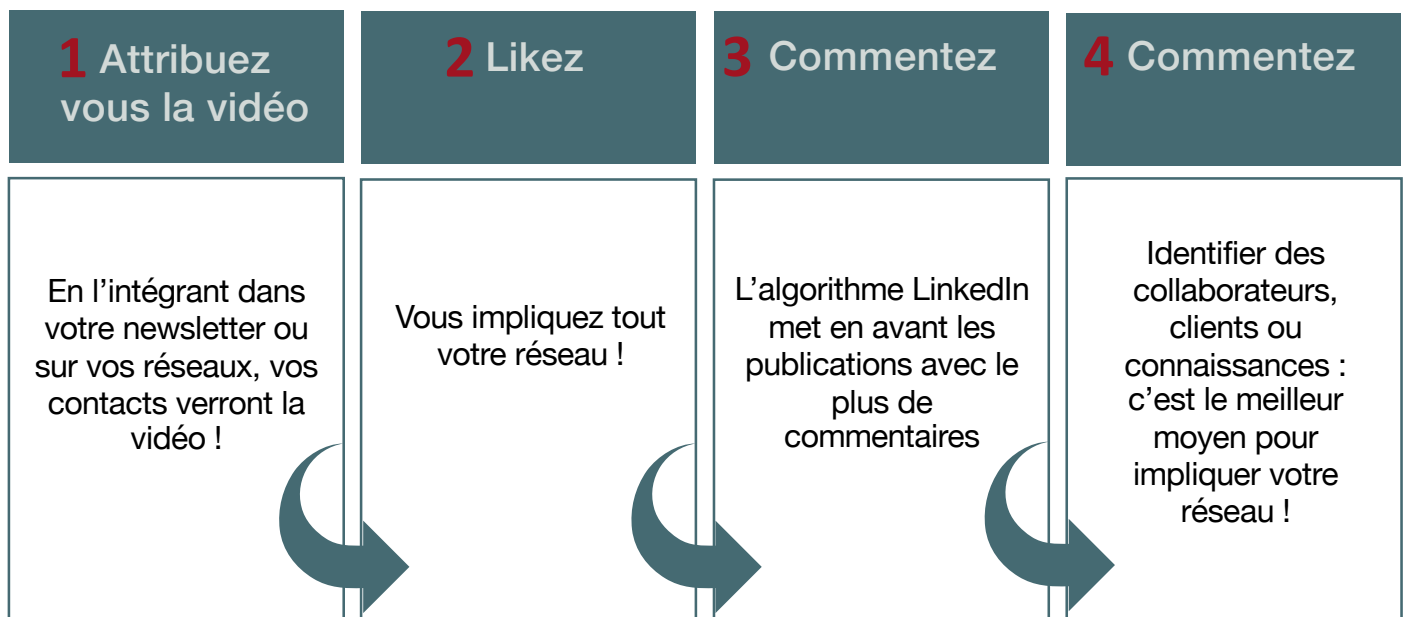 1 Attribuez
vous la vidéo
2 Likez
3 Commentez
4 Commentez
En l’intégrant dans
votre newsletter ou
sur vos réseaux, vos
contacts verront la
vidéo !
Vous impliquez tout
votre réseau !
L’algorithme LinkedIn
met en avant les
publications avec le
plus de
commentaires
Identifier des
collaborateurs,
clients ou
connaissances :
c’est le meilleur
moyen pour
impliquer votre
réseau !